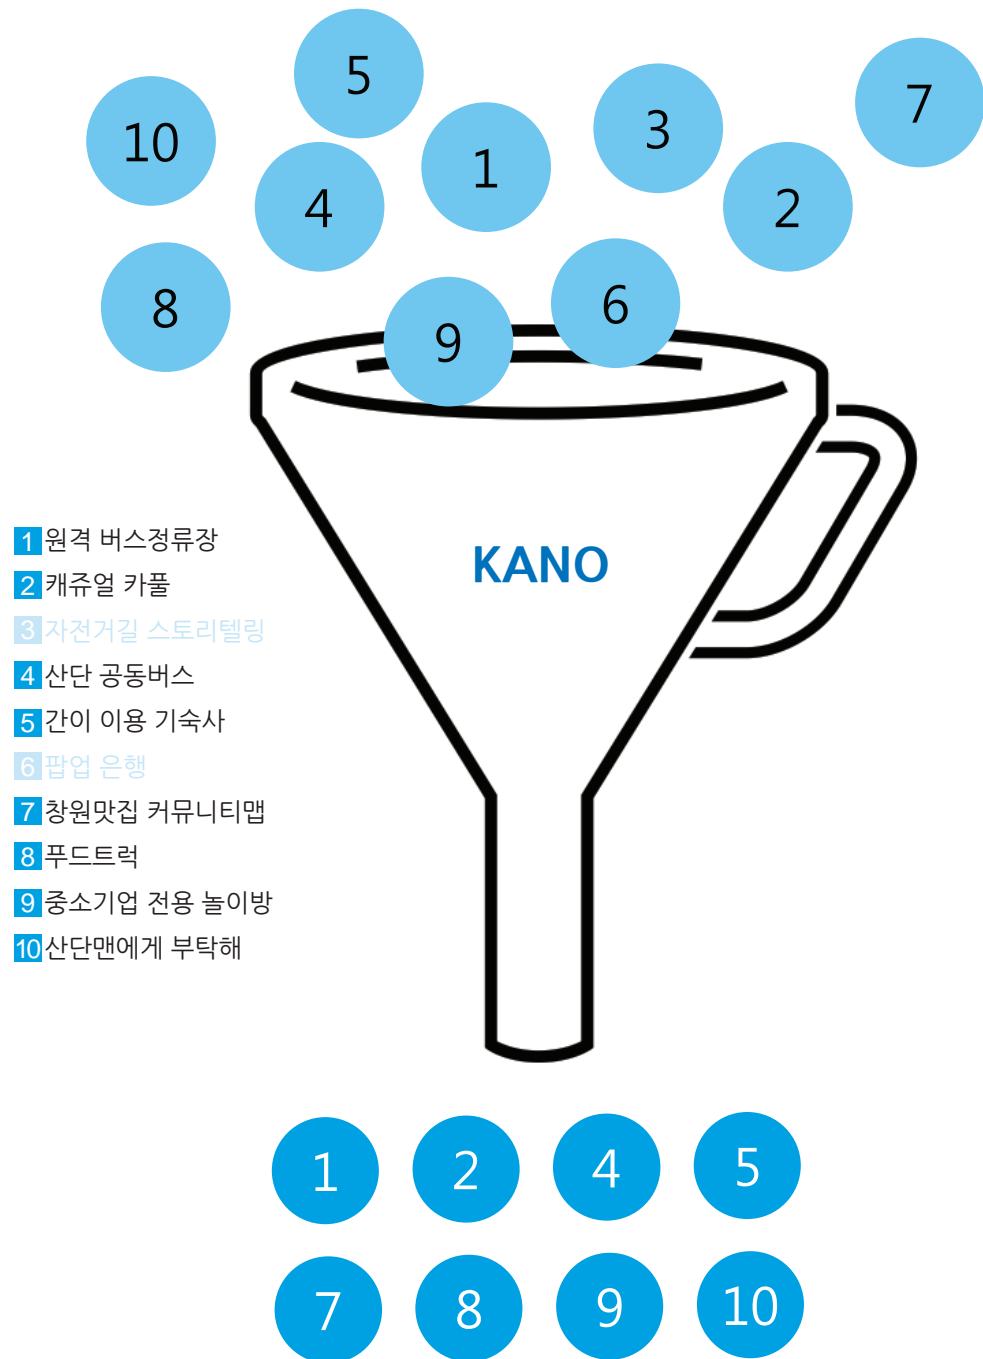 5
7
3
10
1
4
2
8
6
9
KANO
1 원격 버스정류장
2 캐쥬얼 카풀
3 자전거길 스토리텔링
4 산단 공동버스
5 간이 이용 기숙사
6 팝업 은행
7 창원맛집 커뮤니티맵
8 푸드트럭
9 중소기업 전용 놀이방
10 산단맨에게 부탁해
1 2 4 5
7 8 9 10